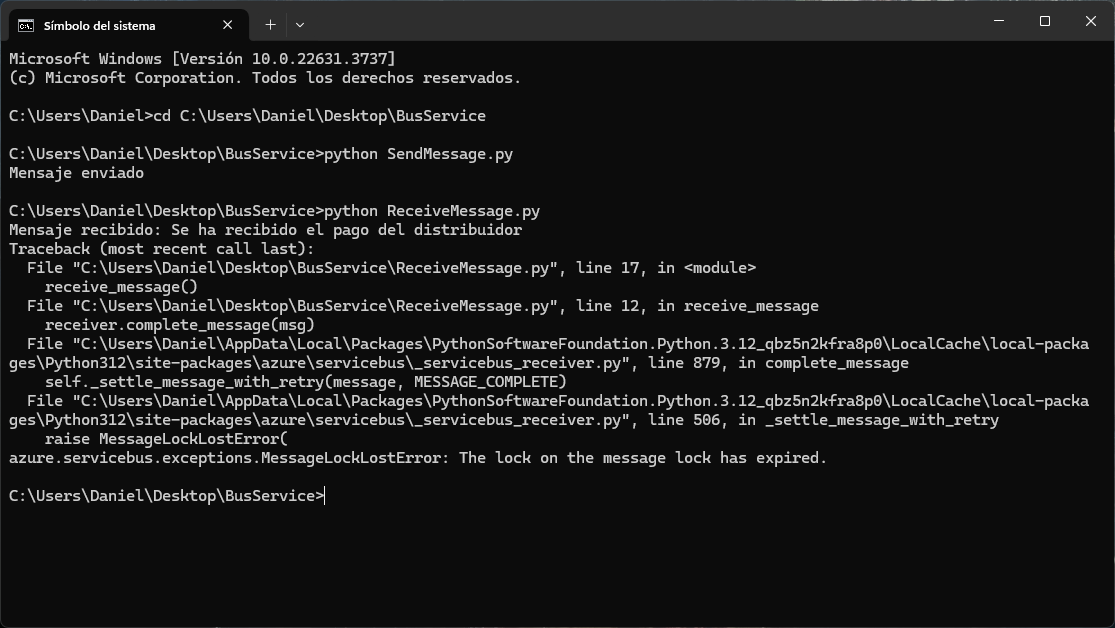 Símbolo del sistema
Microsoft Windows [Versión 10.0.22631.3737]
(c) Microsoft Corporation. Todos los derechos reservados.
C:\Users\Daniel>cd C:\Users\Daniel\Desktop\BusService
C:\Users\Daniel\Desktop\BusService>python SendMessage.py
Mensaje enviado
C:\Users\Daniel\Desktop\BusService>python ReceiveMessage.py
Mensaje recibido: Se ha recibido el pago del distribuidor
Traceback (most recent call last):
  File "C:\Users\Daniel\Desktop\BusService\ReceiveMessage.py", line 17, in <module>
    receive_message()
  File "C:\Users\Daniel\Desktop\BusService\ReceiveMessage.py", line 12, in receive_message
    receiver.complete_message(msg)
  File "C:\Users\Daniel\AppData\Local\Packages\PythonSoftwareFoundation.Python.3.12_qbz5n2kfra8p0\LocalCache\local-packa
ges\Python312\site-packages\azure\servicebus\_servicebus_receiver.py", line 879, in complete_message
    self._settle_message_with_retry(message, MESSAGE_COMPLETE)
  File "C:\Users\Daniel\AppData\Local\Packages\PythonSoftwareFoundation.Python.3.12_qbz5n2kfra8p0\LocalCache\local-packa
ges\Python312\site-packages\azure\servicebus\_servicebus_receiver.py", line 506, in _settle_message_with_retry
    raise MessageLockLostError(
azure.servicebus.exceptions.MessageLockLostError: The lock on the message lock has expired.
C:\Users\Daniel\Desktop\BusService>